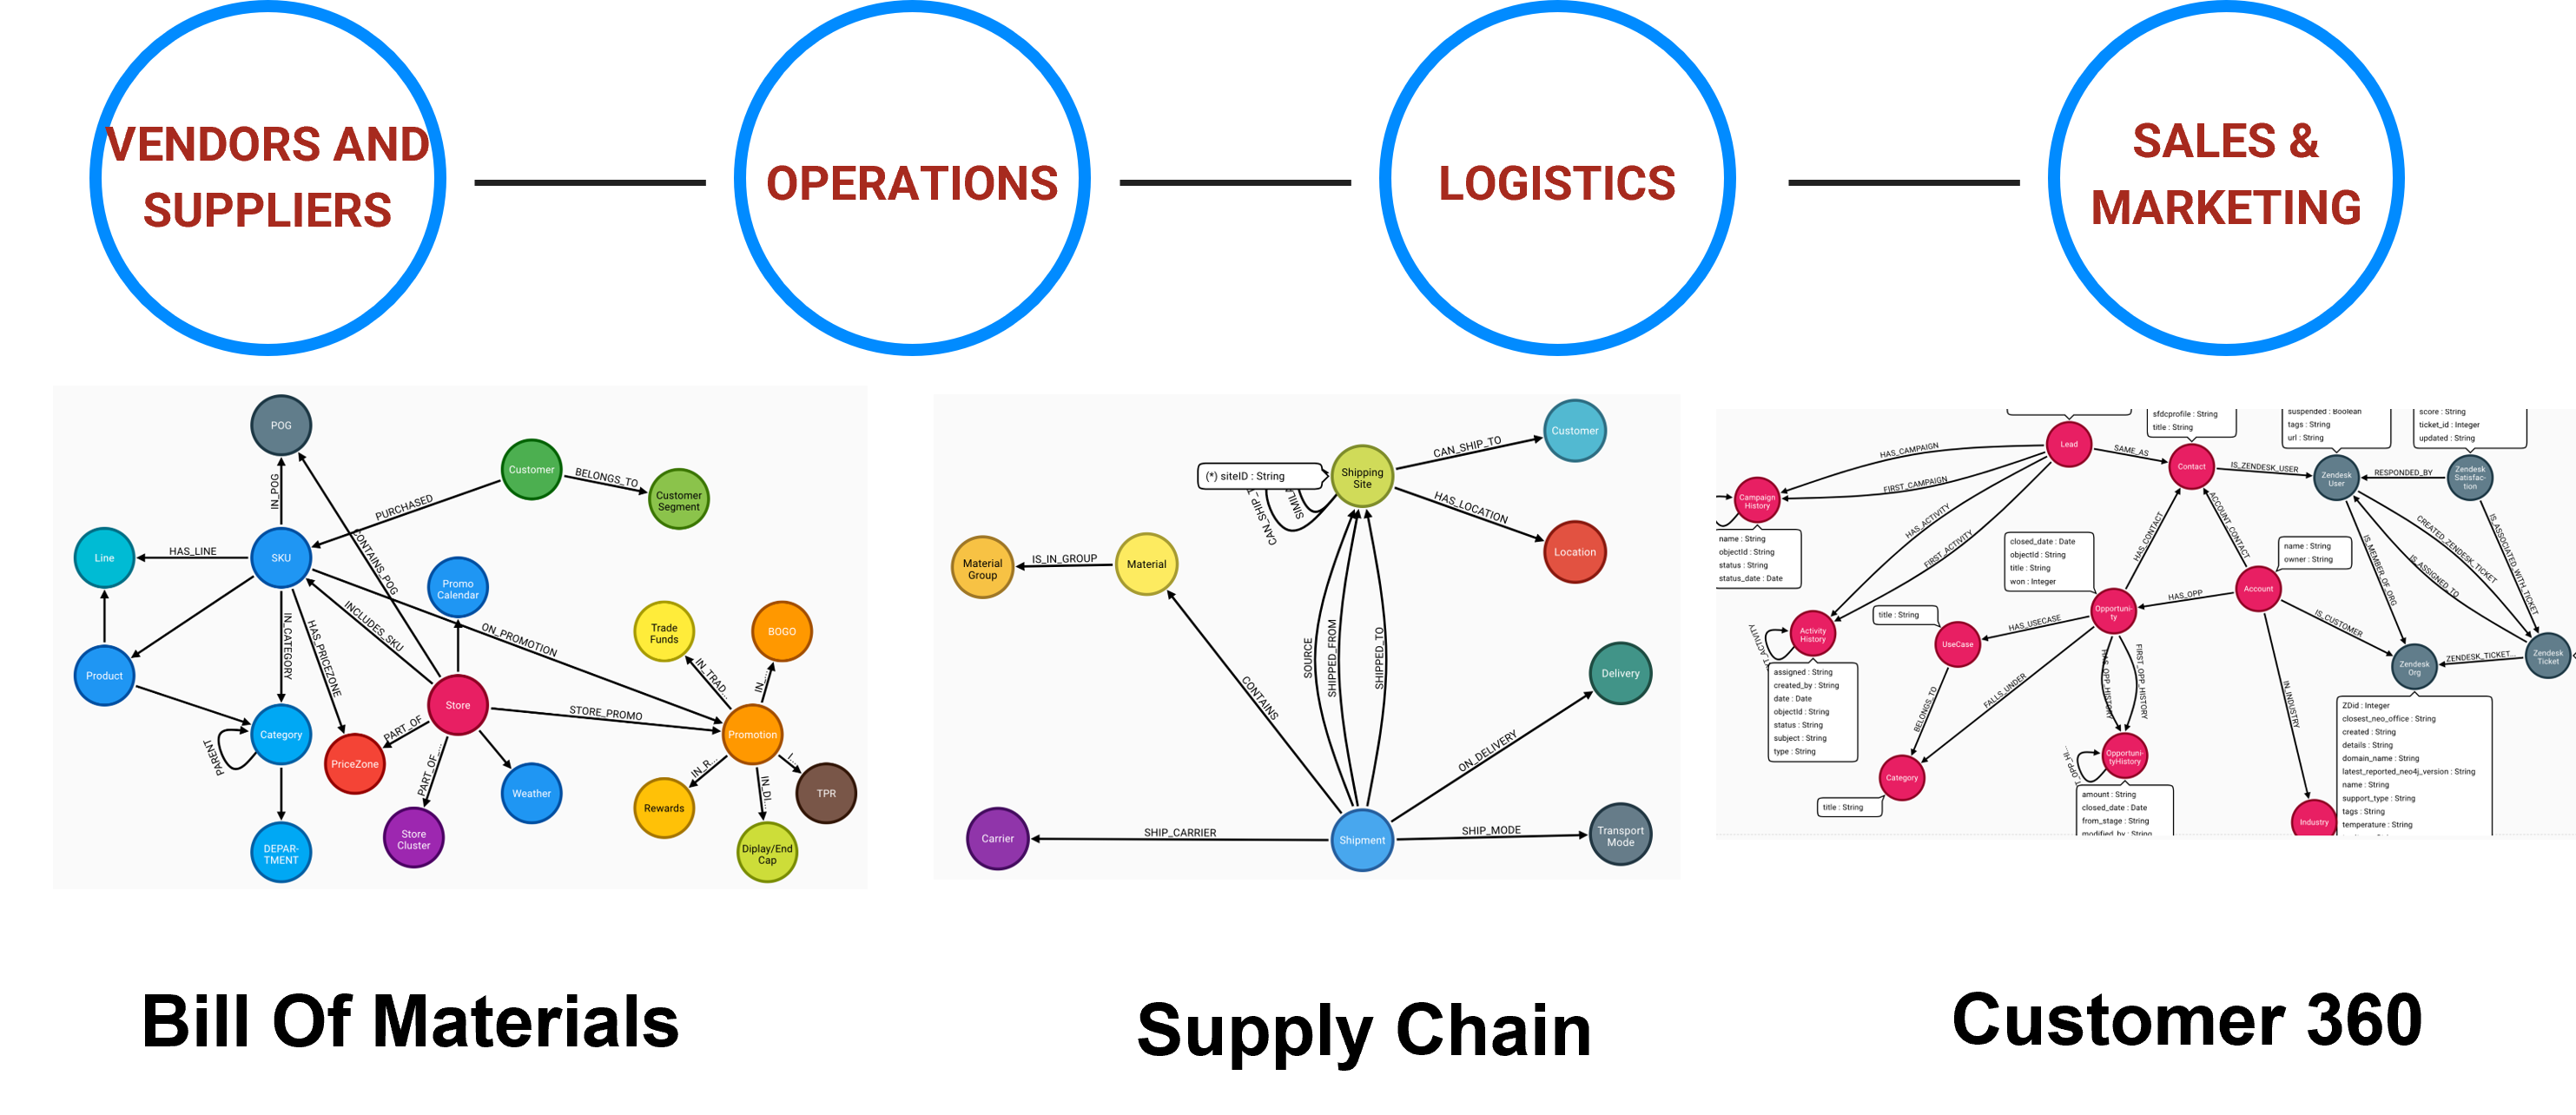 VENDORS AND
SUPPLIERS
OPERATIONS
LOGISTICS
SALES &
MARKETING
POG
Customer
BELONGS_TO
Customer
Segment
IN_POG
PURCHASED
Line
HAS_LINE
SKU
CONTAINS_POG
Promo
Calendar
INCLUDES_SKU
ON_PROMOTION
IN_CATEGORY
HAS_PRICEZONE
Trade
Funds
BOGO
IN_TRAD...
IN_...
Product
Store
STORE_PROMO
Category
PARENT
PART_OF
PriceZone
PART_OF_...
Promotion
I...
IN_R...
IN_DI...
Weather
Rewards
TPR
Store
Cluster
DEPAR-
TMENT
Diplay/End
Cap
Customer
CAN_SHIP_TO
Shipping
Site
(*) siteID : String
HAS_LOCATION
Location
Material
Group
IS_IN_GROUP
Material
SOURCE
SHIPPED_FROM
SHIPPED_TO
CONTAINS
Delivery
ON_DELIVERY
Carrier
SHIP_CARRIER
Shipment
SHIP_MODE
Transport
Mode
sfdcprofile : String
title : String
suspended : Boolean
tags : String
url : String
score : String
ticket_id : Integer
updated : String
Lead
HAS_CAMPAIGN
SAME_AS
Contact
IS_ZENDESK_USER
Zendesk
User
RESPONDED_BY
Zendesk
Satisfac-
tion
FIRST_CAMPAIGN
Campaign
History
name : String
objectId : String
status : String
status_date : Date
HAS_ACTIVITY
FIRST_ACTIVITY
closed_date : Date
objectId : String
title : String
won : Integer
HAS_CONTACT
ACCOUNT_CONTACT
name : String
owner : String
IS_MEMBER_OF_ORG
CREATED_ZENDESK_TICKET
IS_ASSIGNED_TO
IS_ASSOCIATED_WITH_TICKET
Account
HAS_OPP
Opportuni-
ty
title : String
HAS_USECASE
UseCase
Activity
History
IS_CUSTOMER
Zendesk
Org
ZENDESK_TICKET...
Zendesk
Ticket
assigned : String
created_by : String
date : Date
objectId : String
status : String
subject : String
type : String
BELONGS_TO
FALLS_UNDER
HAS_OPP_HISTORY
FIRST_OPP_HISTORY
IN_INDUSTRY
Category
title : String
Opportuni-
tyHistory
amount : String
closed_date : Date
from_stage : String
modified_by : String
Industry
ZDid : Integer
closest_neo_office : String
created : String
details : String
domain_name : String
latest_reported_neo4j_version : String
name : String
support_type : String
tags : String
temperature : String
Bill Of Materials
Supply Chain
Customer 360